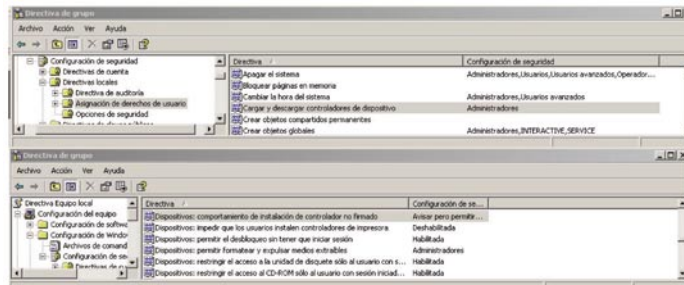 Directiva de grupo
Archivo Acción Ver Ayuda
Configuración de seguridad
Directivas de cuenta
Directivas locales
Directiva de auditoría
Asignación de derechos de usuario
Opciones de seguridad
Directiva Configuración de seguridad
Apagar el sistema Administradores,Usuarios,Usuarios avanzados,Operador...
Bloquear páginas en memoria
Cambiar la hora del sistema Administradores,Usuarios avanzados
Cargar y descargar controladores de dispositivo Administradores
Crear objetos compartidos permanentes
Crear objetos globales Administradores,INTERACTIVE,SERVICE
Directiva de grupo
Archivo Acción Ver Ayuda
Directiva Equipo local
Configuración del equipo
Configuración de softwa
Configuración de Window
Archivos de comand
Configuración de se
Directiva Configuración de se...
Dispositivos: comportamiento de instalación de controlador no firmado Avisar pero permitir...
Dispositivos: impedir que los usuarios instalen controladores de impresora Deshabilitada
Dispositivos: permitir el desbloqueo sin tener que iniciar sesión Habilitada
Dispositivos: permitir formatear y expulsar medios extraíbles Administradores
Dispositivos: restringir el acceso a la unidad de disquete sólo al usuario con s... Habilitada
Dispositivos: restringir el acceso al CD-ROM sólo al usuario con sesión iniciad... Habilitada